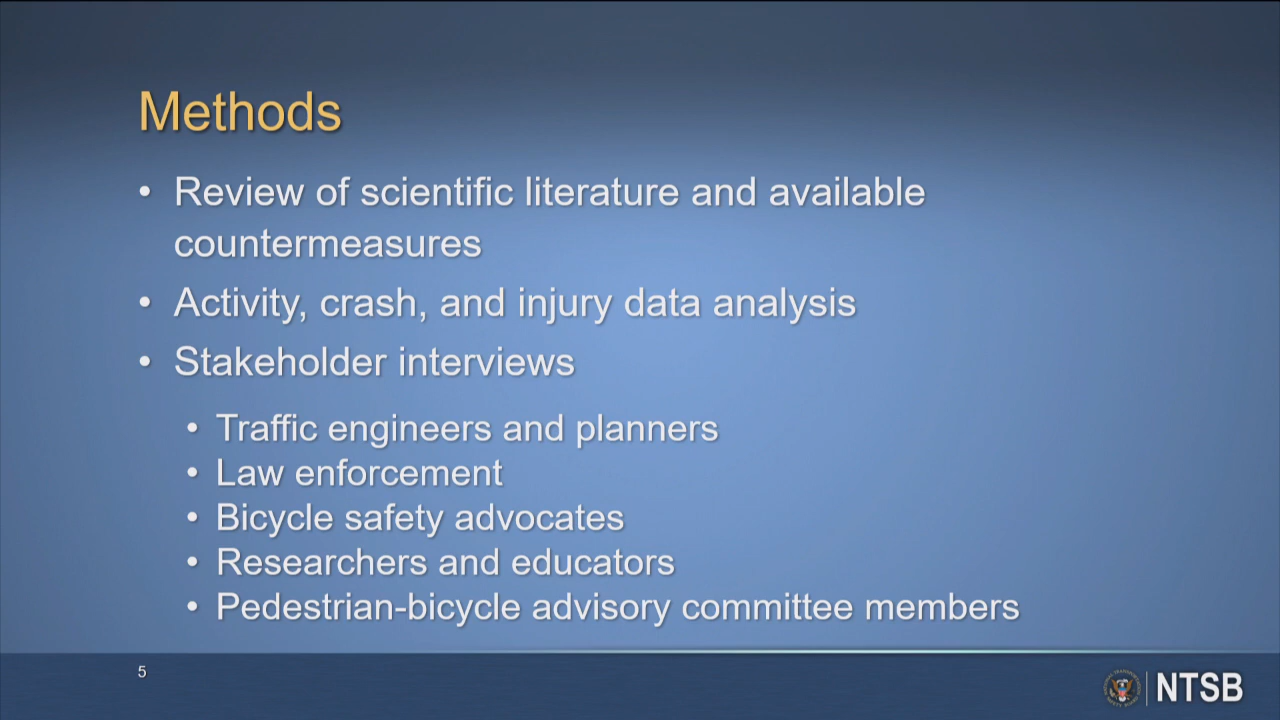 Methods
• Review of scientific literature and available
countermeasures
• Activity, crash, and injury data analysis
• Stakeholder interviews
• Traffic engineers and planners
• Law enforcement
• Bicycle safety advocates
• Researchers and educators
• Pedestrian-bicycle advisory committee members
5
NTSB